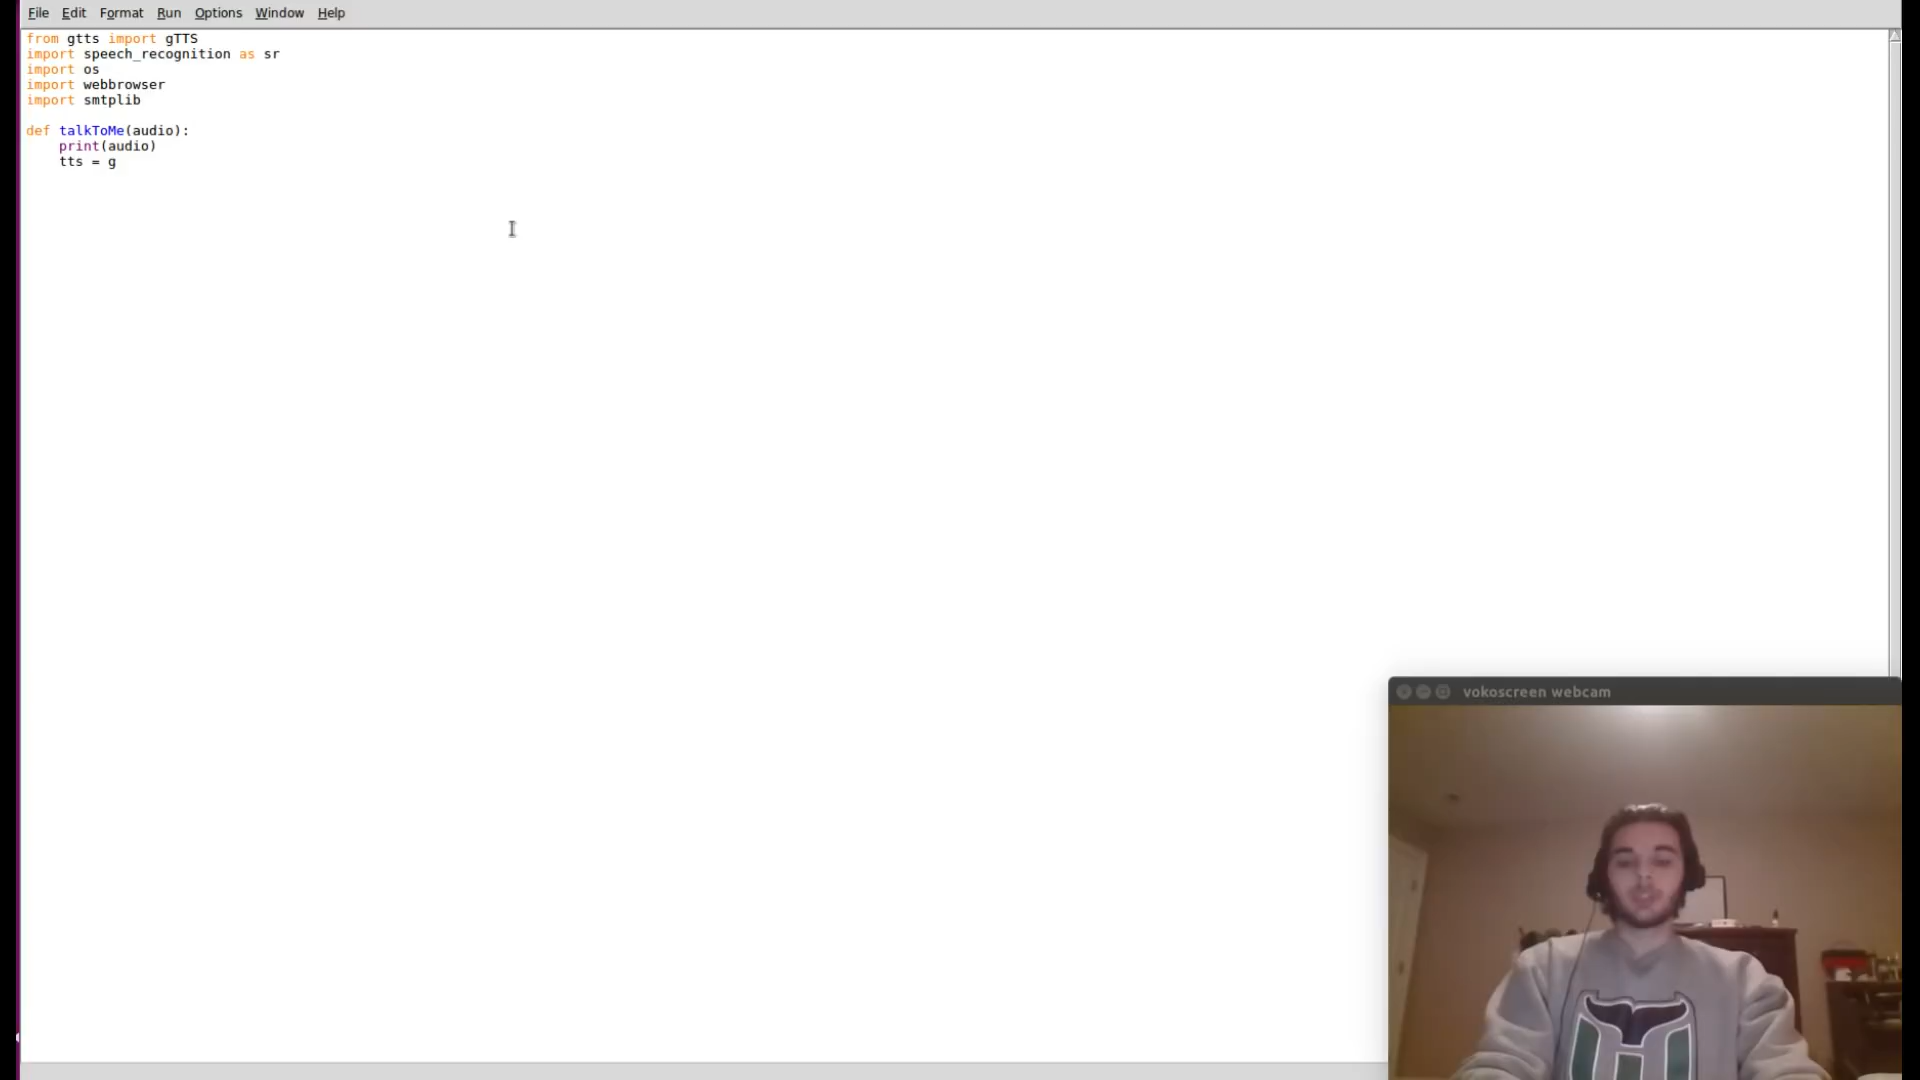 File Edit Format Run Options Window Help
from gtts import gTTS
import speech_recognition as sr
import os
import webbrowser
import smtplib
def talkToMe(audio):
print(audio)
tts = g
vokoscreen webcam